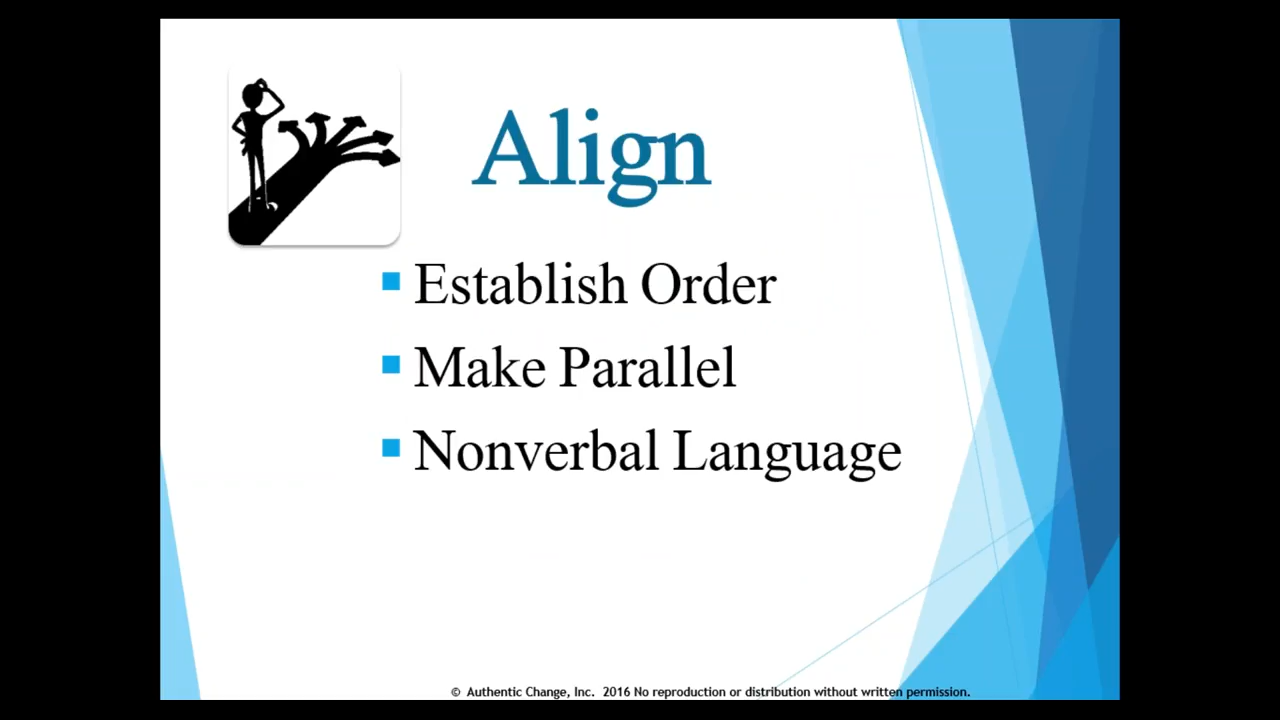 Align
Establish Order
Make Parallel
Nonverbal Language
© Authentic Change, Inc. 2016 No reproduction or distribution without written permission.